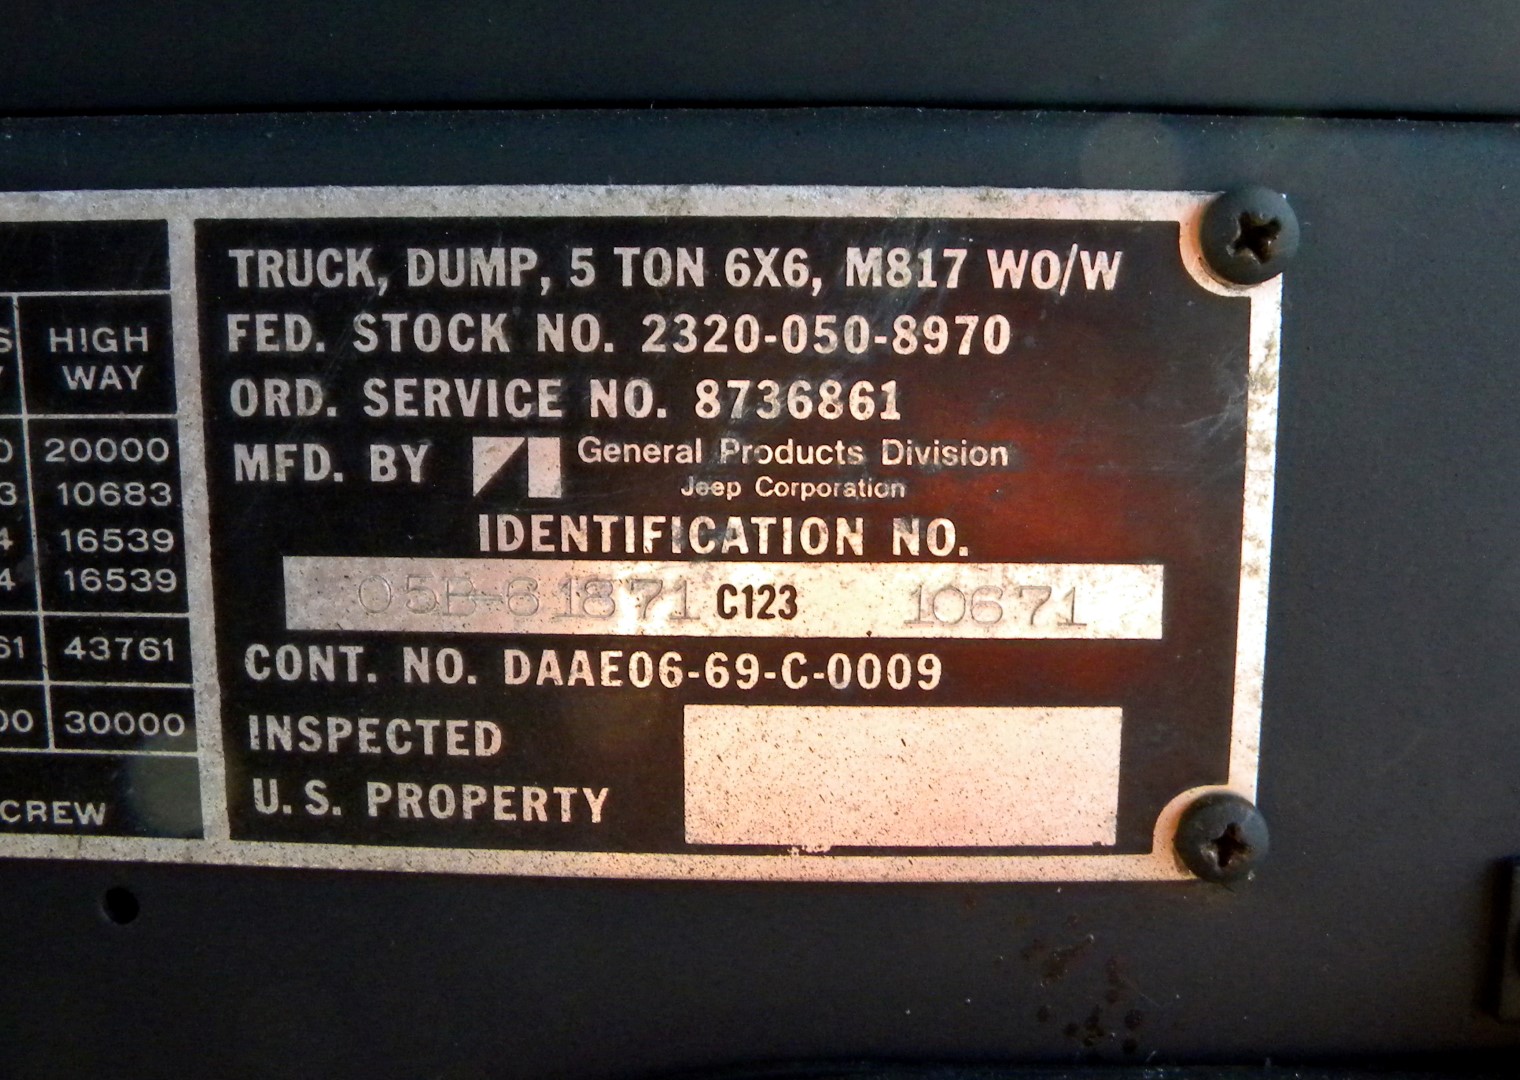 HIGH
WAY
20000
10683
16539
16539
43761
30000
CREW
TRUCK, DUMP, 5 TON 6X6, M817 WO/W
FED. STOCK NO. 2320-050-8970
ORD. SERVICE NO. 8736861
MFD. BY General Products Division
Jeep Corporation
IDENTIFICATION NO.
05B-61871 C123 10671
CONT. NO. DAAE06-69-C-0009
INSPECTED
U.S. PROPERTY